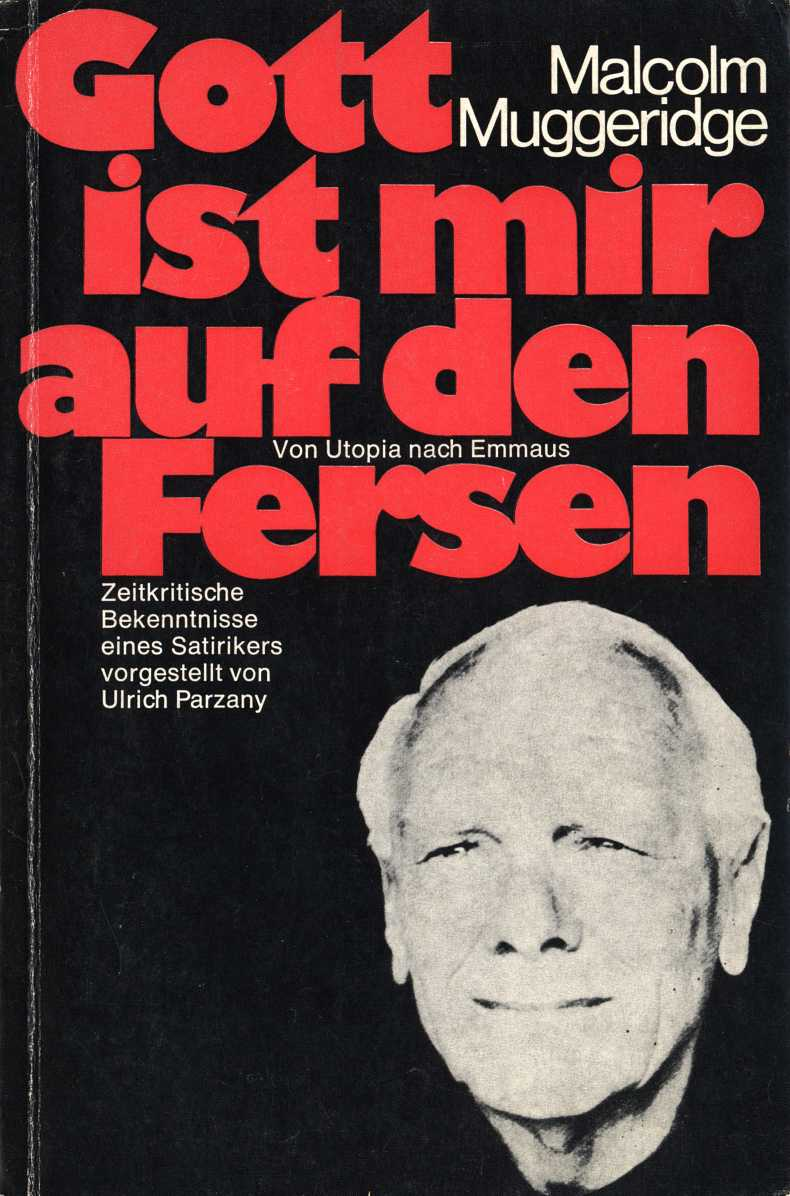 Gott
Malcolm
Muggeridge
ist mir
auf den
Von Utopia nach Emmaus
Fersen
Zeitkritische
Bekenntnisse
eines Satirikers
vorgestellt von
Ulrich Parzany